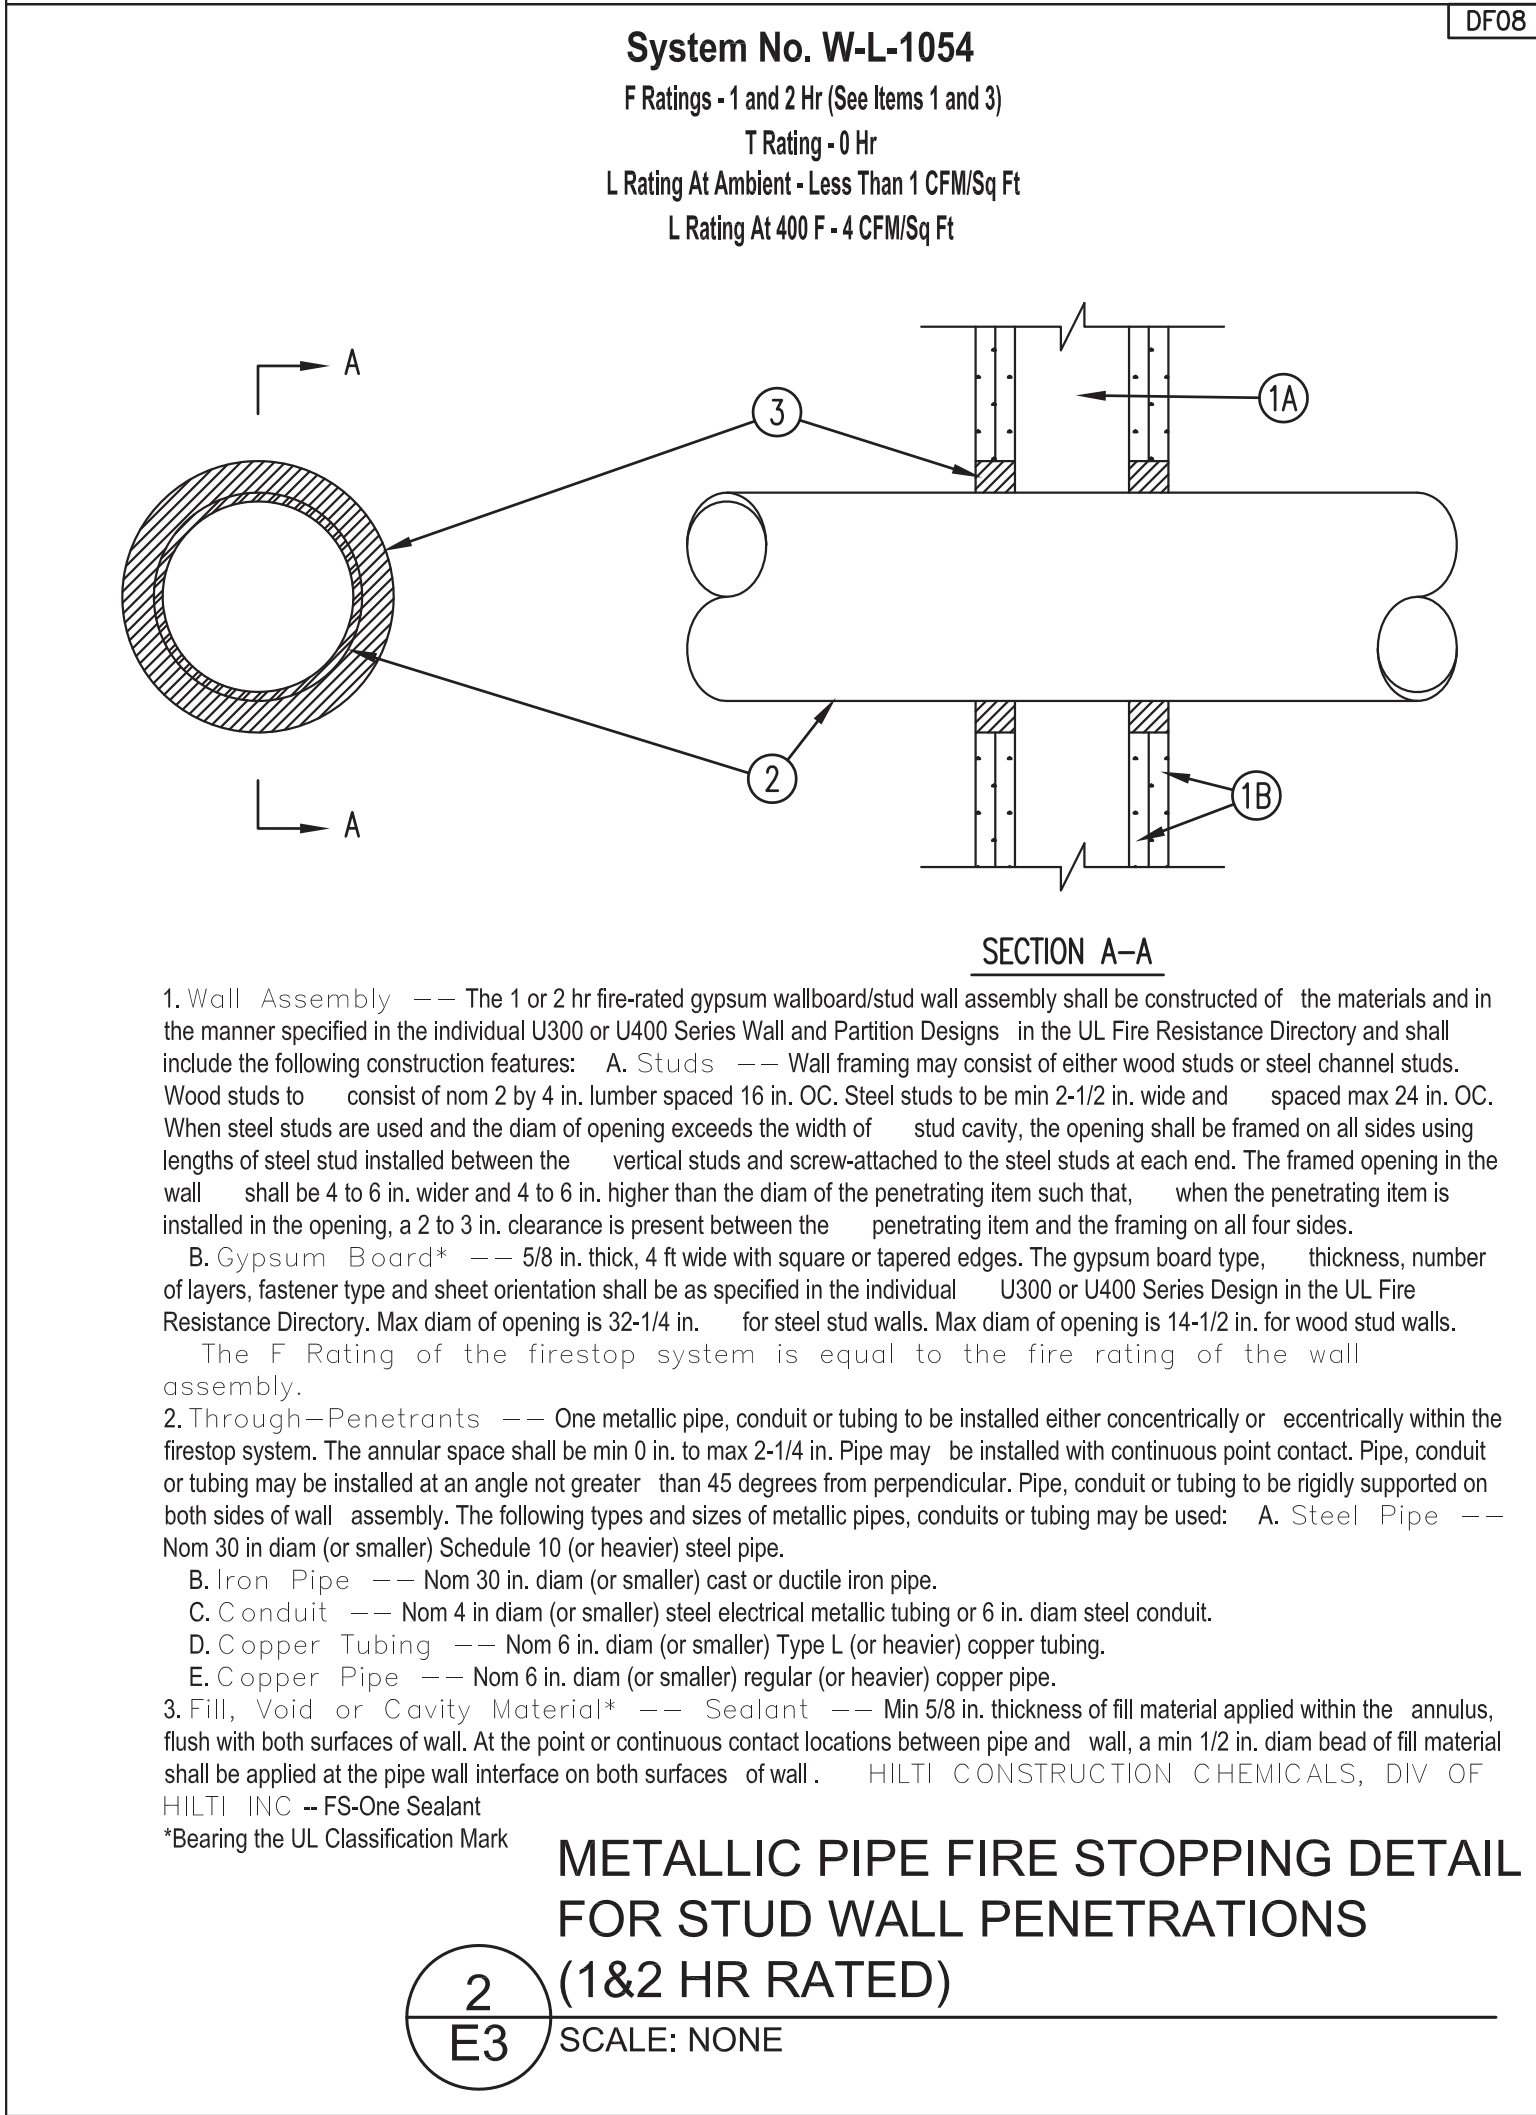 DF08
System No. W-L-1054
F Ratings - 1 and 2 Hr (See Items 1 and 3)
T Rating - 0 Hr
L Rating At Ambient - Less Than 1 CFM/Sq Ft
L Rating At 400 F - 4 CFM/Sq Ft
A
3
1A
2
1B
A
SECTION A-A
1. Wall Assembly -- The 1 or 2 hr fire-rated gypsum wallboard/stud wall assembly shall be constructed of the materials and in
the manner specified in the individual U300 or U400 Series Wall and Partition Designs in the UL Fire Resistance Directory and shall
include the following construction features: A. Studs -- Wall framing may consist of either wood studs or steel channel studs.
Wood studs to consist of nom 2 by 4 in. lumber spaced 16 in. OC. Steel studs to be min 2-1/2 in. wide and spaced max 24 in. OC.
When steel studs are used and the diam of opening exceeds the width of stud cavity, the opening shall be framed on all sides using
lengths of steel stud installed between the vertical studs and screw-attached to the steel studs at each end. The framed opening in the
wall shall be 4 to 6 in. wider and 4 to 6 in. higher than the diam of the penetrating item such that, when the penetrating item is
installed in the opening, a 2 to 3 in. clearance is present between the penetrating item and the framing on all four sides.
B. Gypsum Board* -- 5/8 in. thick, 4 ft wide with square or tapered edges. The gypsum board type, thickness, number
of layers, fastener type and sheet orientation shall be as specified in the individual U300 or U400 Series Design in the UL Fire
Resistance Directory. Max diam of opening is 32-1/4 in. for steel stud walls. Max diam of opening is 14-1/2 in. for wood stud walls.
The F Rating of the firestop system is equal to the fire rating of the wall
assembly.
2. Through-Penetrants -- One metallic pipe, conduit or tubing to be installed either concentrically or eccentrically within the
firestop system. The annular space shall be min 0 in. to max 2-1/4 in. Pipe may be installed with continuous point contact. Pipe, conduit
or tubing may be installed at an angle not greater than 45 degrees from perpendicular. Pipe, conduit or tubing to be rigidly supported on
both sides of wall assembly. The following types and sizes of metallic pipes, conduits or tubing may be used: A. Steel Pipe --
Nom 30 in diam (or smaller) Schedule 10 (or heavier) steel pipe.
B. Iron Pipe -- Nom 30 in. diam (or smaller) cast or ductile iron pipe.
C. Conduit -- Nom 4 in diam (or smaller) steel electrical metallic tubing or 6 in. diam steel conduit.
D. Copper Tubing -- Nom 6 in. diam (or smaller) Type L (or heavier) copper tubing.
E. Copper Pipe -- Nom 6 in. diam (or smaller) regular (or heavier) copper pipe.
3. Fill, Void or Cavity Material* -- Sealant -- Min 5/8 in. thickness of fill material applied within the annulus,
flush with both surfaces of wall. At the point or continuous contact locations between pipe and wall, a min 1/2 in. diam bead of fill material
shall be applied at the pipe wall interface on both surfaces of wall . HILTI CONSTRUCTION CHEMICALS, DIV OF
HILTI INC -- FS-One Sealant
*Bearing the UL Classification Mark
METALLIC PIPE FIRE STOPPING DETAIL
FOR STUD WALL PENETRATIONS
(1&2 HR RATED)
2
E3
SCALE: NONE